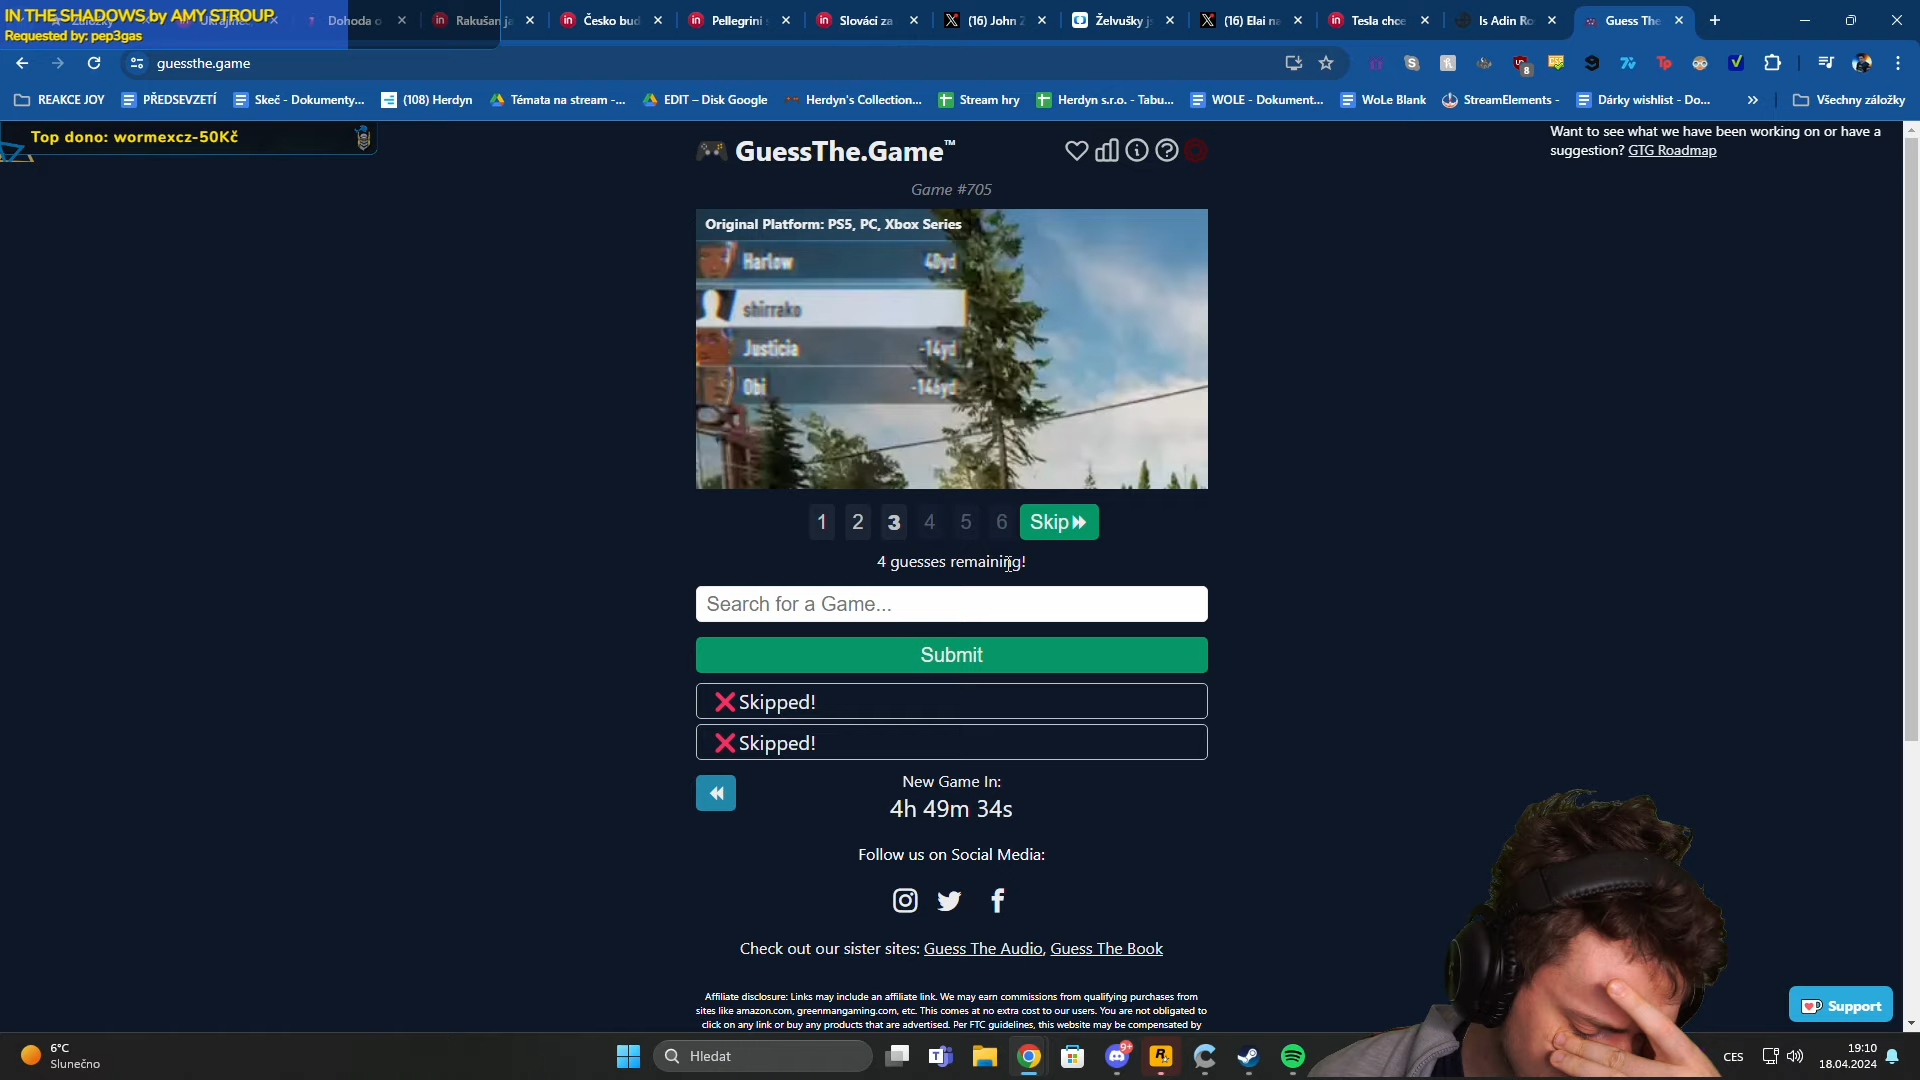 IN THE SHADOWS by AMY STROUP
Requested by: pep3gas
Dohoda o
Rakušan ja
Česko bud
Pellegrini
Slováci za
(16) John
Želvušky js
(16) Elai na
Tesla chce
Is Adin Ro
Guess The
guessthe.game
REAKCE JOY
PŘEDSEVZETÍ
Skeč - Dokumenty...
(108) Herdyn
Témata na stream -...
EDIT – Disk Google
Herdyn's Collection...
Stream hry
Herdyn s.r.o. - Tabu...
WOLE - Dokument...
WoLe Blank
StreamElements -
Dárky wishlist - Do...
»
Všechny záložky
Top dono: wormexcz-50Kč
GuessThe.Game™
Want to see what we have been working on or have a
suggestion? GTG Roadmap
Game #705
Original Platform: PS5, PC, Xbox Series
Harlow 40yd
shirrako
Justicia -14yd
Obi -146yd
1 2 3 4 5 6 Skip
4 guesses remaining!
Search for a Game...
Submit
❌Skipped!
❌Skipped!
New Game In:
4h 49m 34s
Follow us on Social Media:
Check out our sister sites: Guess The Audio, Guess The Book
Affiliate disclosure: Links may include an affiliate link. We may earn commissions from qualifying purchases from
sites like amazon.com, greenmangaming.com, etc. This comes at no extra cost to our users. You are not obligated to
click on any link or buy any products that are advertised. Per FTC guidelines, this website may be compensated by
Support
6°C
Slunečno
Hledat
9+
CES
19:10
18.04.2024